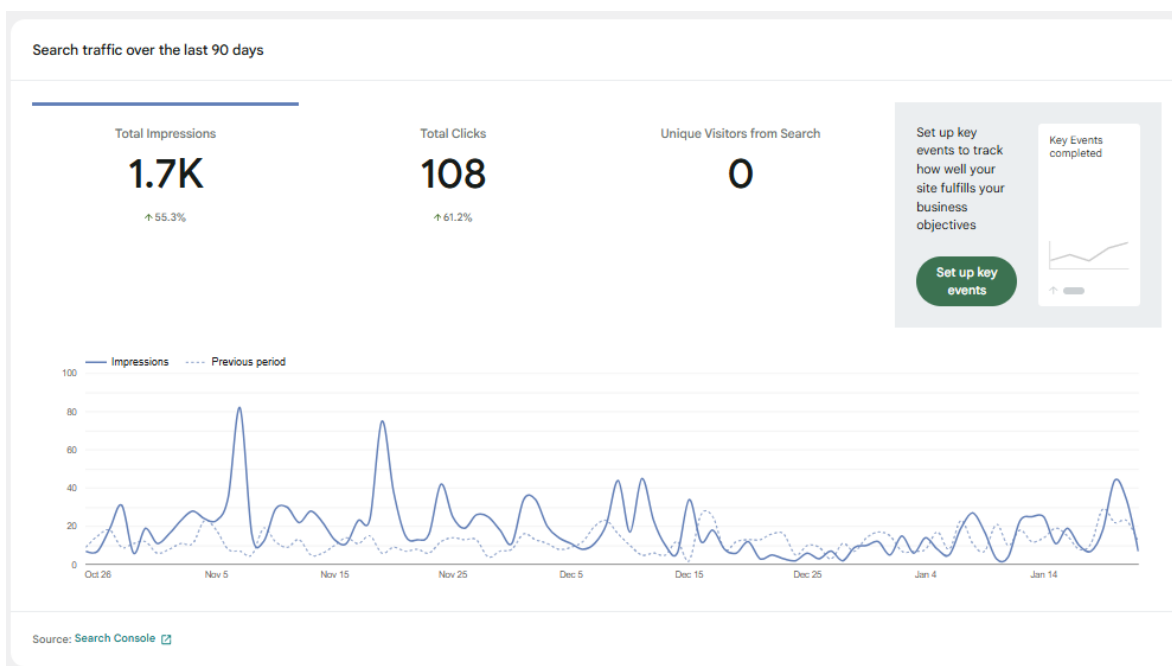 Search traffic over the last 90 days
Total Impressions
1.7K
↑ 55.3%
Total Clicks
108
↑ 61.2%
Unique Visitors from Search
0
Set up key
events to track
how well your
site fulfills your
business
objectives
Set up key
events
Key Events
completed
Impressions
Previous period
100
80
60
40
20
0
Oct 26
Nov 5
Nov 15
Nov 25
Dec 5
Dec 15
Dec 25
Jan 4
Jan 14
Source: Search Console